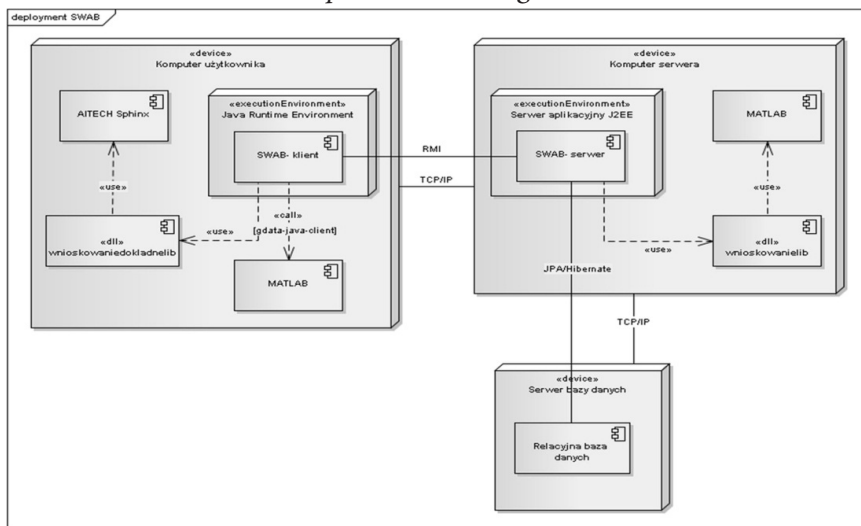 deployment SWAB
«device»
Komputer użytkownika
AITECH Sphinx
«executionEnvironment»
Java Runtime Environment
SWAB- klient
«use»
«use»
«call»
[gdata-java-client]
«dll»
wnioskowaniedokladnelib
MATLAB
RMI
TCP/IP
«device»
Komputer serwera
«executionEnvironment»
Serwer aplikacyjny J2EE
SWAB- serwer
MATLAB
«use»
«use»
«dll»
wnioskowanielib
JPA/Hibernate
TCP/IP
«device»
Serwer bazy danych
Relacyjna baza
danych